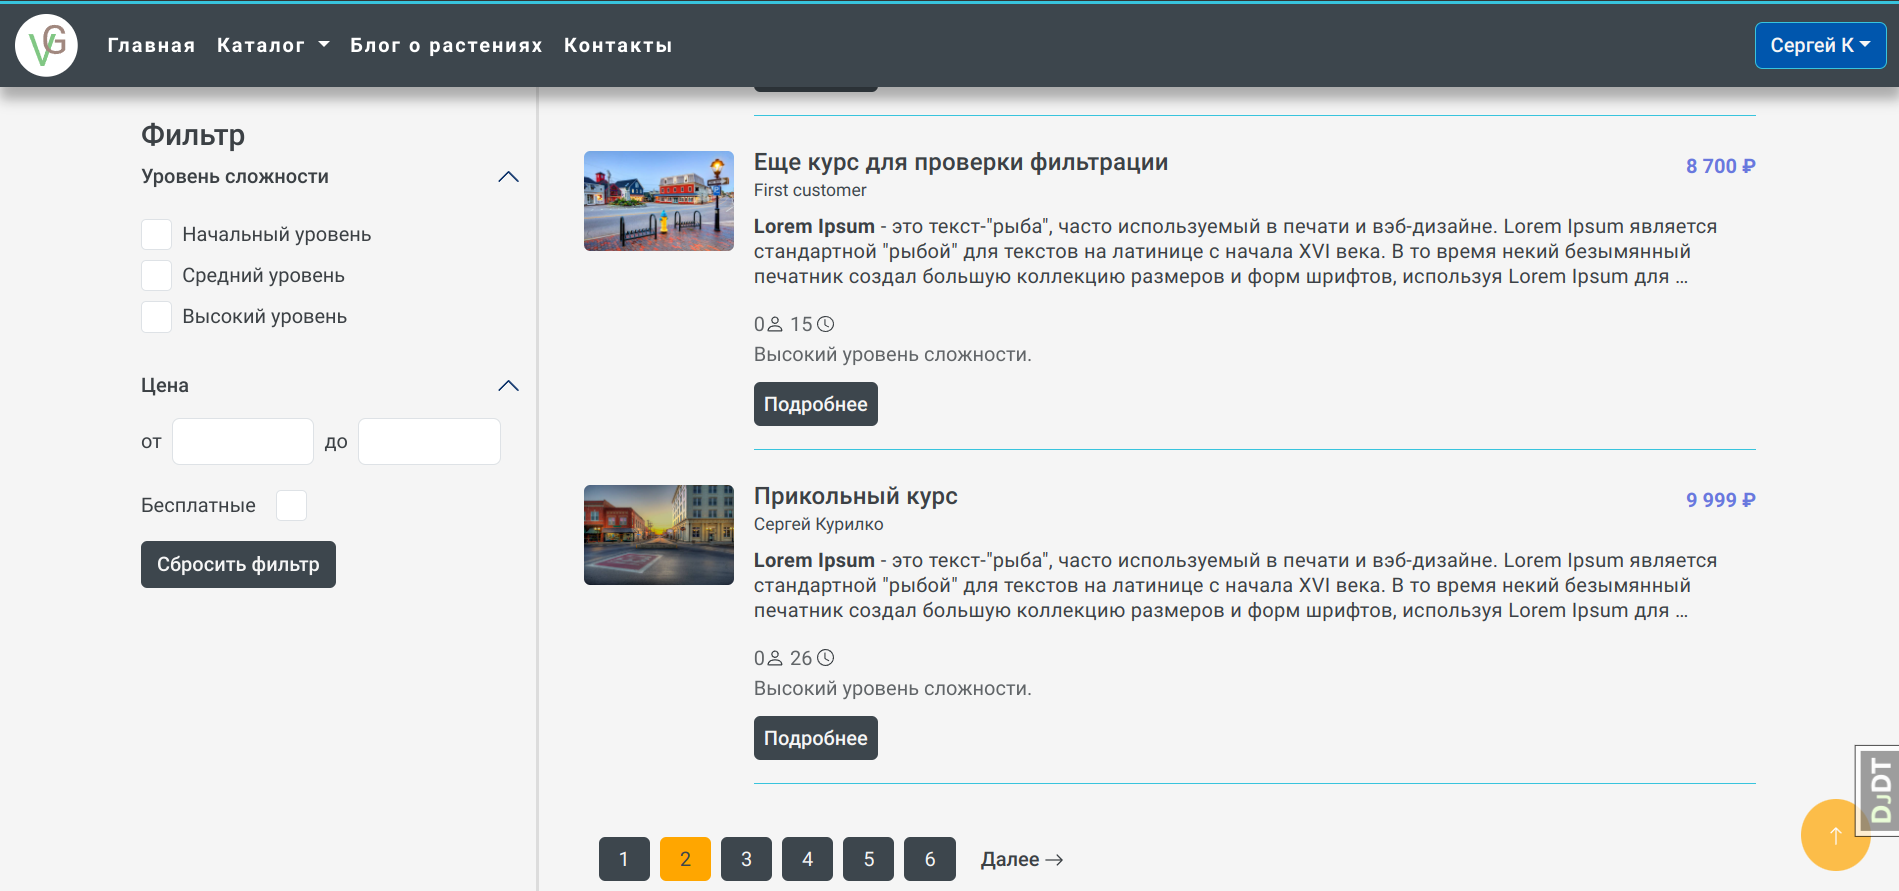 VG
Главная
Каталог
Блог о растениях
Контакты
Сергей К
Фильтр
Уровень сложности
Начальный уровень
Средний уровень
Высокий уровень
Цена
от
до
Бесплатные
Сбросить фильтр
Еще курс для проверки фильтрации
8 700 ₽
First customer
Lorem Ipsum - это текст-"рыба", часто используемый в печати и вэб-дизайне. Lorem Ipsum является
стандартной "рыбой" для текстов на латинице с начала XVI века. В то время некий безымянный
печатник создал большую коллекцию размеров и форм шрифтов, используя Lorem Ipsum для ...
0 15
Высокий уровень сложности.
Подробнее
Прикольный курс
9 999 ₽
Сергей Курилко
Lorem Ipsum - это текст-"рыба", часто используемый в печати и вэб-дизайне. Lorem Ipsum является
стандартной "рыбой" для текстов на латинице с начала XVI века. В то время некий безымянный
печатник создал большую коллекцию размеров и форм шрифтов, используя Lorem Ipsum для ...
0 26
Высокий уровень сложности.
Подробнее
1 2 3 4 5 6 Далее →
DJDT